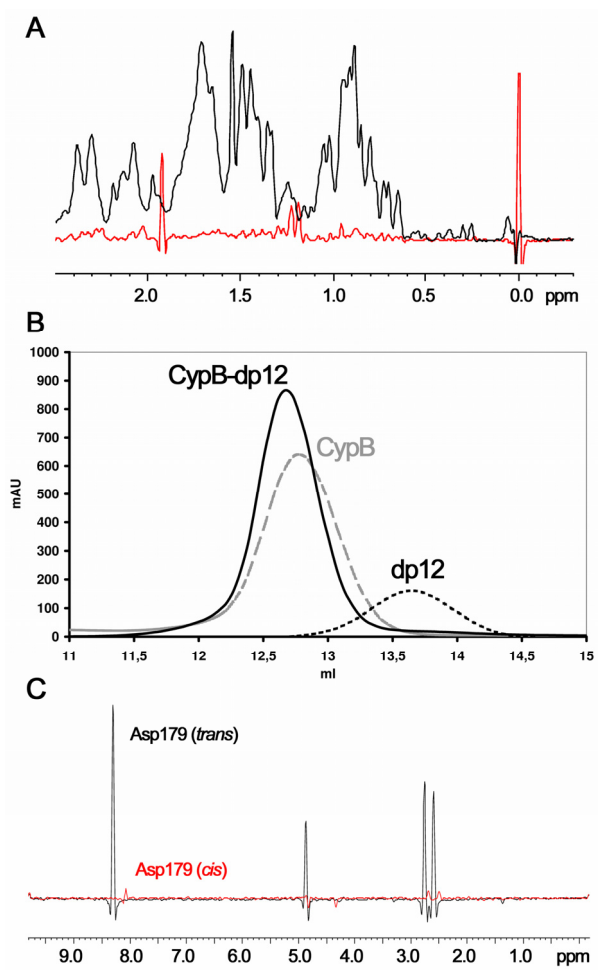 A
2.0 1.5 1.0 0.5 0.0 ppm
B
1000
900
800
700
600
500
400
300
200
100
0
mAU
CypB-dp12
CypB
dp12
11 11,5 12 12,5 13 13,5 14 14,5 15
ml
C
Asp179 (trans)
Asp179 (cis)
9.0 8.0 7.0 6.0 5.0 4.0 3.0 2.0 1.0 ppm